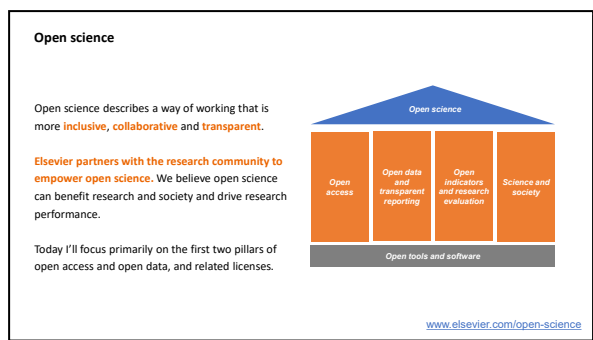 Open science
Open science describes a way of working that is
more inclusive, collaborative and transparent.
Elsevier partners with the research community to
empower open science. We believe open science
can benefit research and society and drive research
performance.
Today I'll focus primarily on the first two pillars of
open access and open data, and related licenses.
Open science
Open
access
Open data
and
transparent
reporting
Open
indicators
and research
evaluation
Science and
society
Open tools and software
www.elsevier.com/open-science